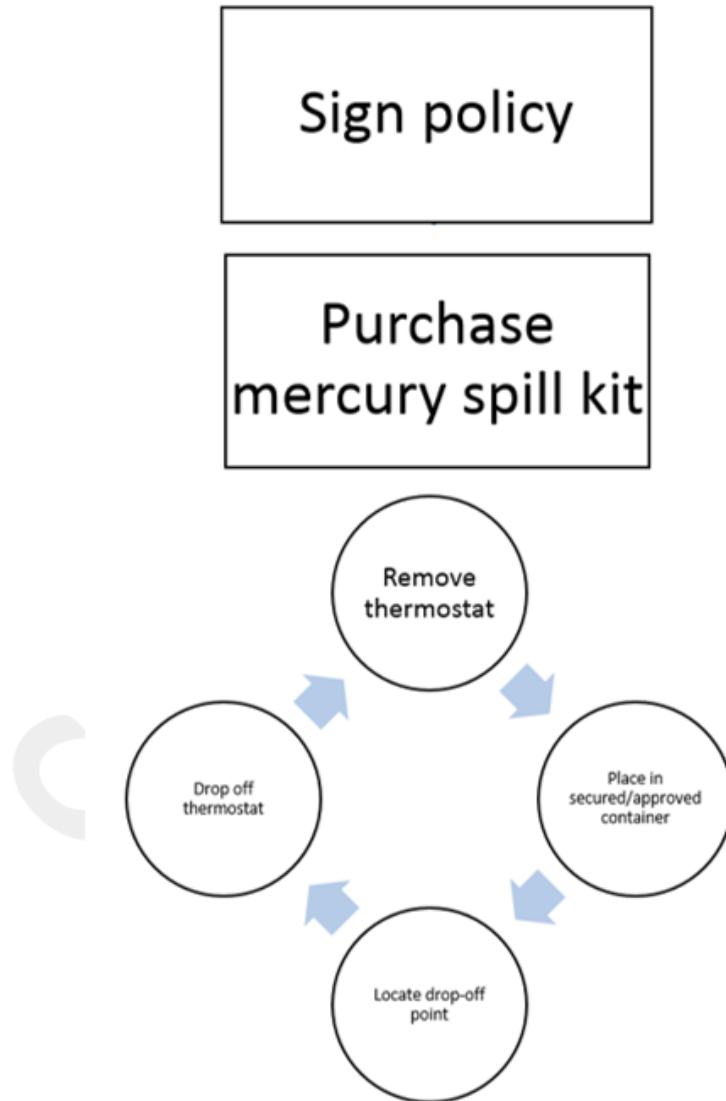 Sign policy
Purchase
mercury spill kit
Remove
thermostat
Place in
secured/approved
container
Locate drop-off
point
Drop off
thermostat